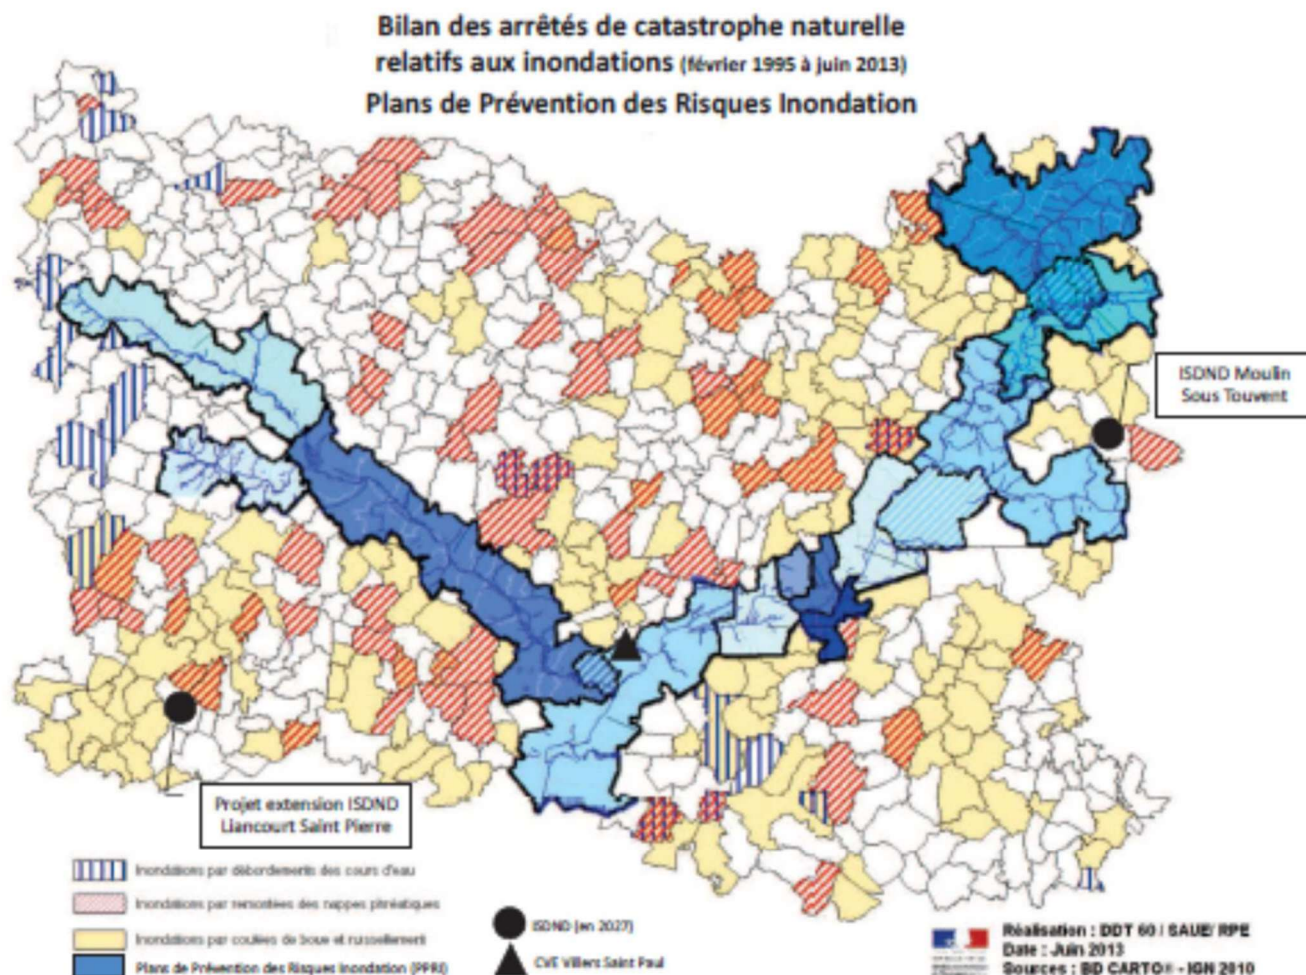 Bilan des arrêtés de catastrophe naturelle
relatifs aux inondations (février 1995 à juin 2013)
Plans de Prévention des Risques Inondation
ISDND Moulin
Sous Touvent
Projet extension ISDND
Liancourt Saint Pierre
Inondations par débordements des cours d'eau
Inondations par remontées des nappes phréatiques
Inondations par coulées de boue et ruissellement
Plans de Prévention des Risques Inondation (PPRI)
ISDND (en 2027)
CVE Villers Saint Paul
Réalisation : DDT 60 / SAUE/ RPE
Date : Juin 2013
Sources : BD CARTO® - IGN 2010